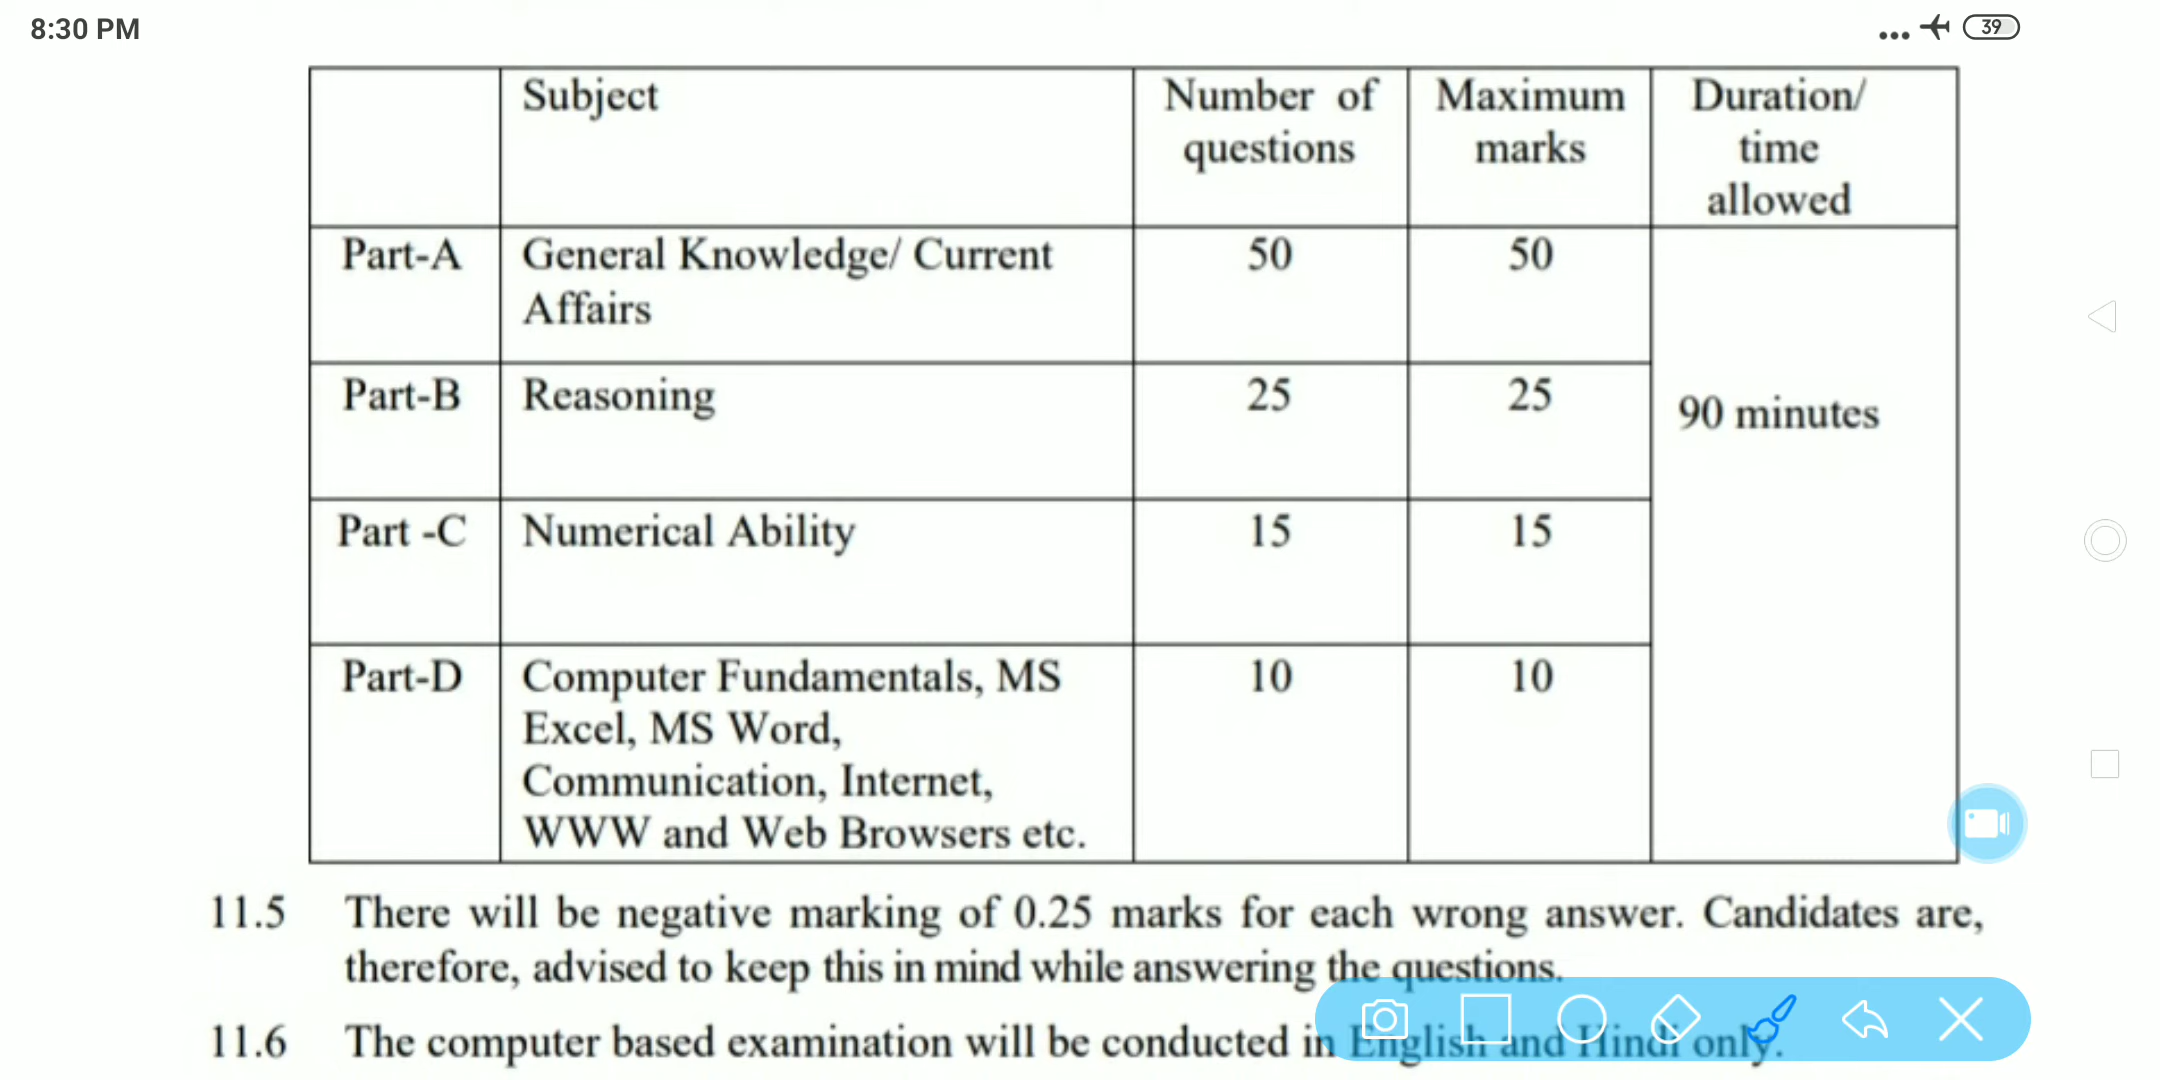 8:30 PM
39
Subject
Number of
questions
Maximum
marks
Duration/
time
allowed
Part-A
General Knowledge/ Current
Affairs
50
50
90 minutes
Part-B
Reasoning
25
25
Part -C
Numerical Ability
15
15
Part-D
Computer Fundamentals, MS
Excel, MS Word,
Communication, Internet,
WWW and Web Browsers etc.
10
10
11.5 There will be negative marking of 0.25 marks for each wrong answer. Candidates are,
therefore, advised to keep this in mind while answering the questions.
11.6 The computer based examination will be conducted in English and Hindi only.